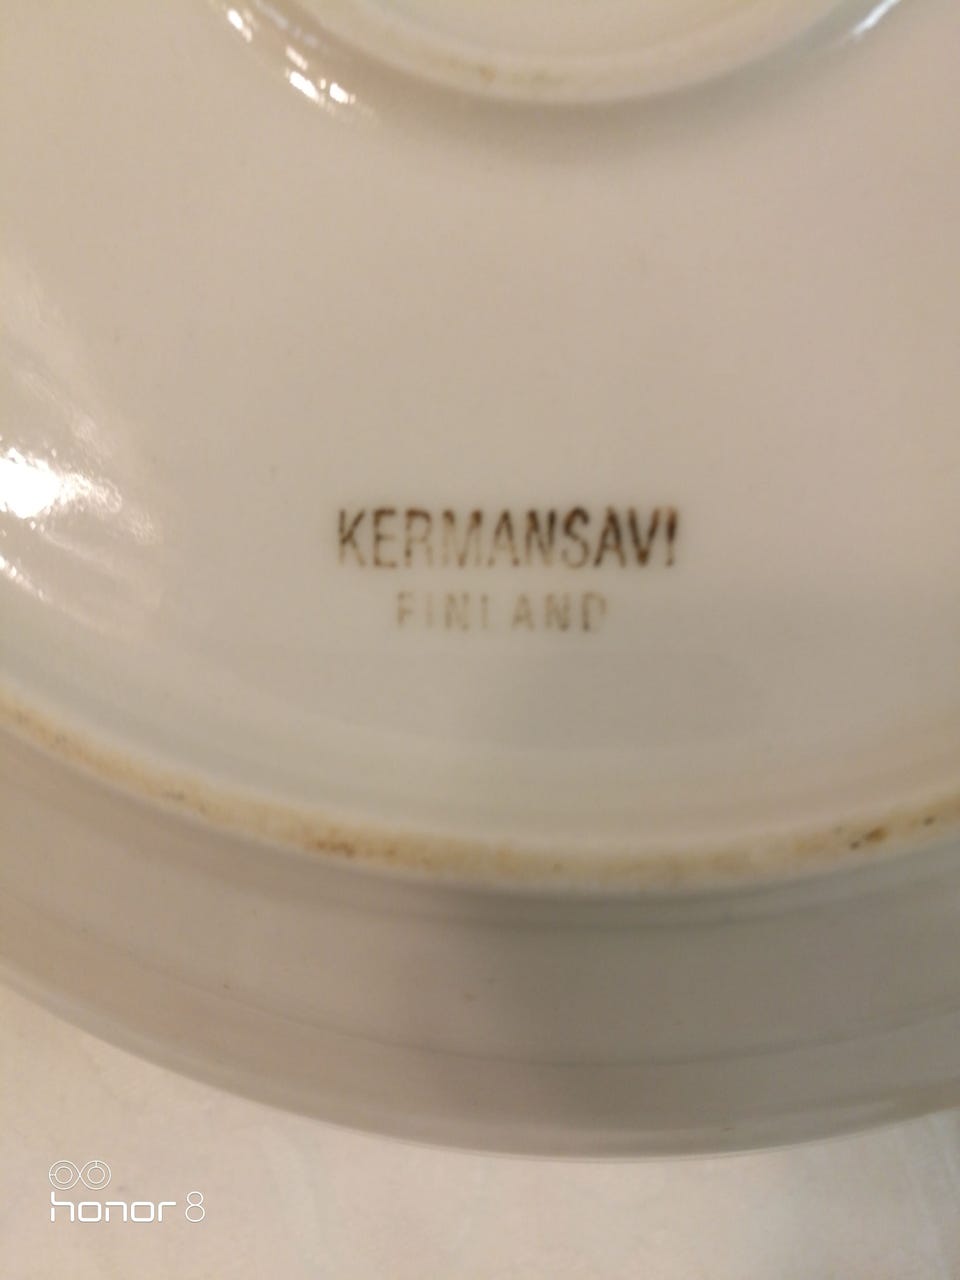 KERMANSAVI
FINLAND
honor 8